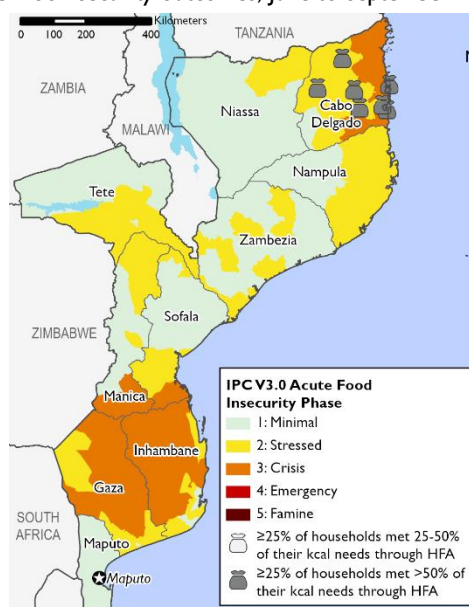 0 50 100 200 300 400
Kilometers
TANZANIA
ZAMBIA
MALAWI
Niassa
Cabo
Delgado
Nampula
Tete
Zambezia
Sofala
ZIMBABWE
Manica
Inhambane
Gaza
SOUTH
AFRICA
Maputo
Maputo
IPC V3.0 Acute Food
Insecurity Phase
1: Minimal
2: Stressed
3: Crisis
4: Emergency
5: Famine
≥25% of households met 25-50%
of their kcal needs through HFA
≥25% of households met >50% of
their kcal needs through HFA